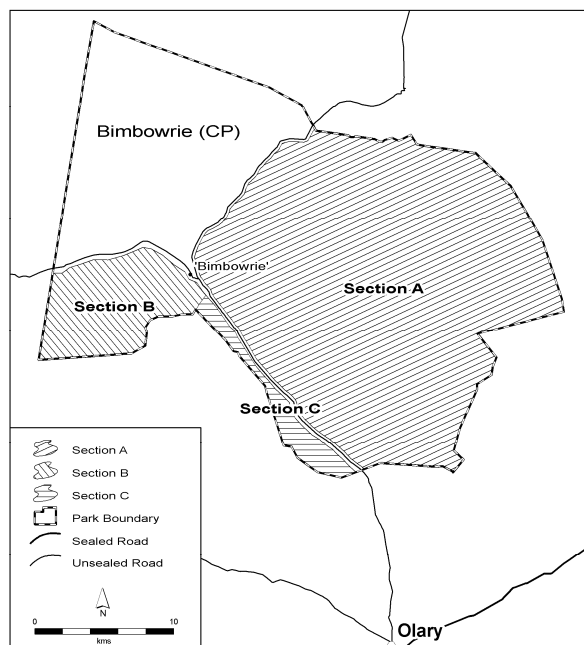 Bimbowrie (CP)
'Bimbowrie'
Section A
Section B
Section C
Section A
Section B
Section C
Park Boundary
Sealed Road
Unsealed Road
N
0 10
kms
Olary